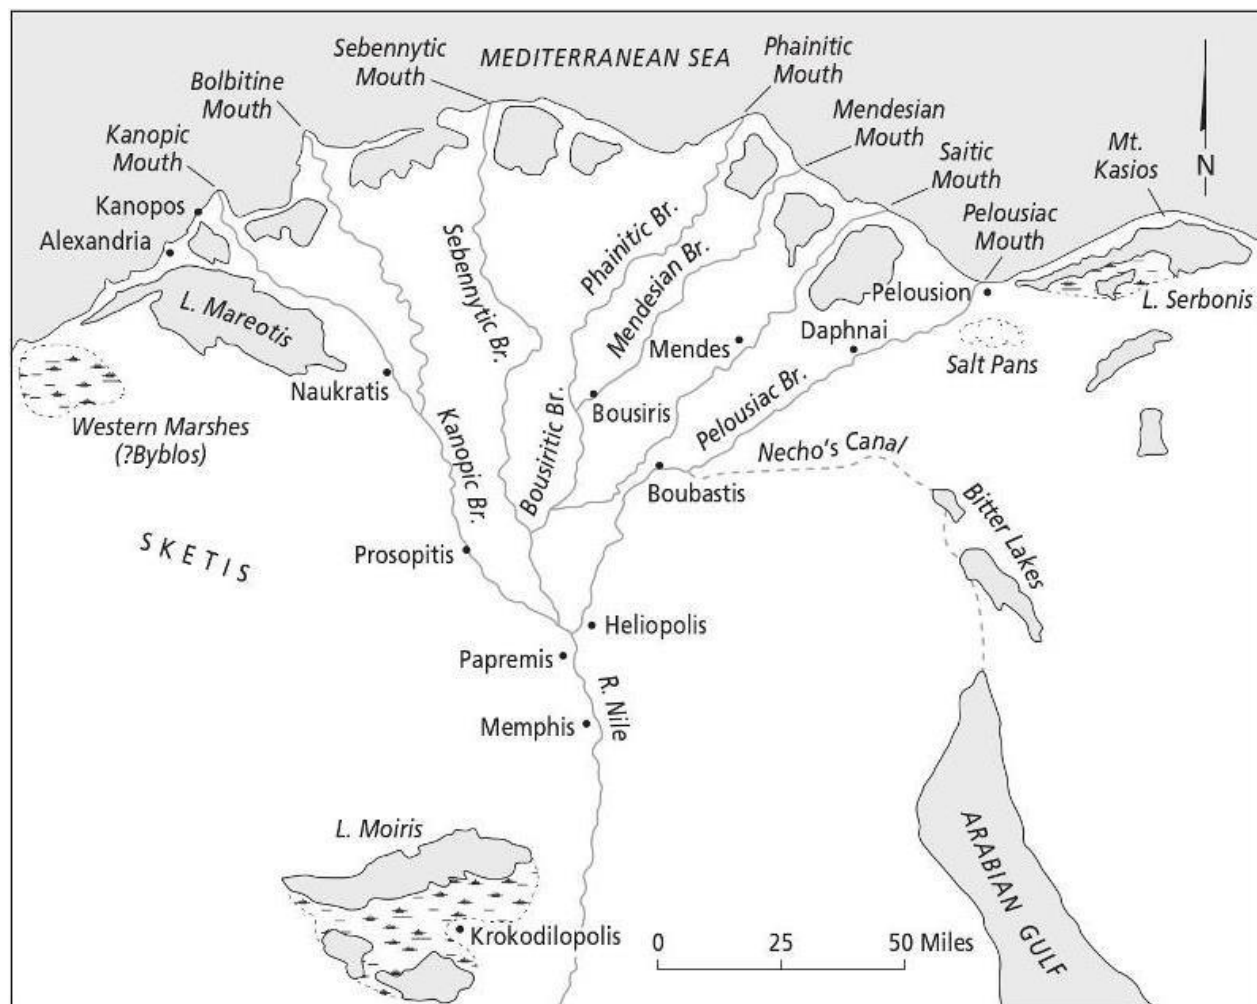 Sebennytic
Mouth
MEDITERRANEAN SEA
Phainitic
Mouth
Bolbitine
Mouth
Mendesian
Mouth
Kanopic
Mouth
Saitic
Mouth
Mt.
Kasios
N
Kanopos
Pelousiac
Mouth
Alexandria
Sebennytic Br.
Phainitic Br.
Mendesian Br.
L. Mareotis
Pelousion
L. Serbonis
Daphnai
Mendes
Salt Pans
Naukratis
Bousiris
Pelousiac Br.
Western Marshes
(?Byblos)
Kanopic Br.
Bousiritic Br.
Necho's Canal
Boubastis
Bitter Lakes
SKETIS
Prosopitis
Heliopolis
Papremis
R. Nile
Memphis
L. Moiris
ARABIAN GULF
Krokodilopolis
0 25 50 Miles